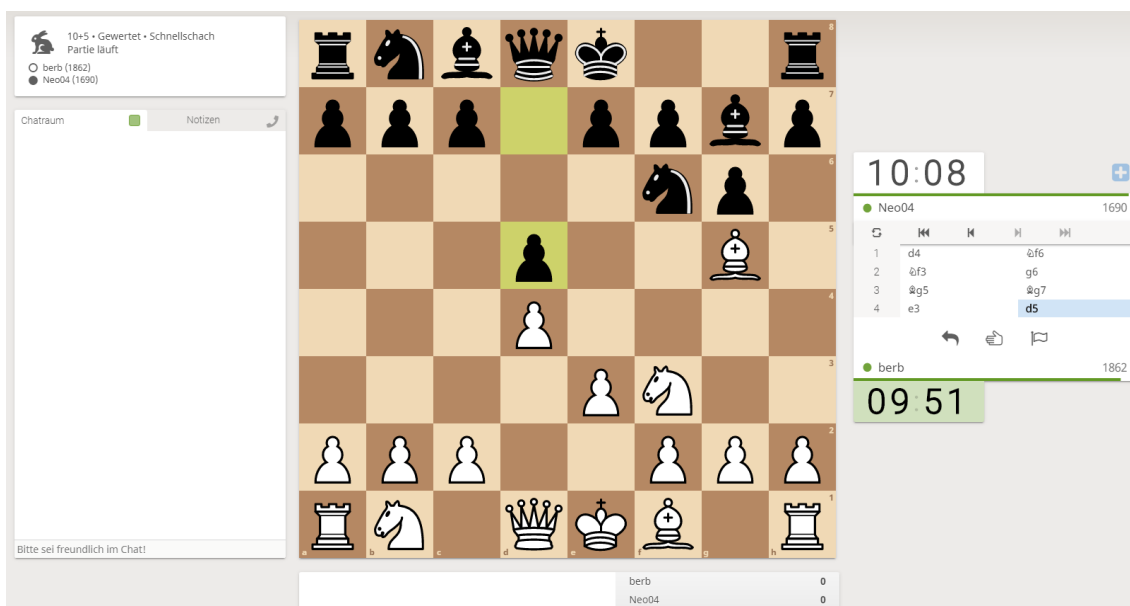 10+5 • Gewertet • Schnellschach
Partie läuft
berb (1862)
Neo04 (1690)
Chatraum
Notizen
Bitte sei freundlich im Chat!
8
7
6
5
4
3
2
1
a b c d e f g h
berb 0
Neo04 0
10:08
Neo04 1690
1 d4 ♘f6
2 ♘f3 g6
3 ♗g5 ♗g7
4 e3 d5
berb 1862
09:51